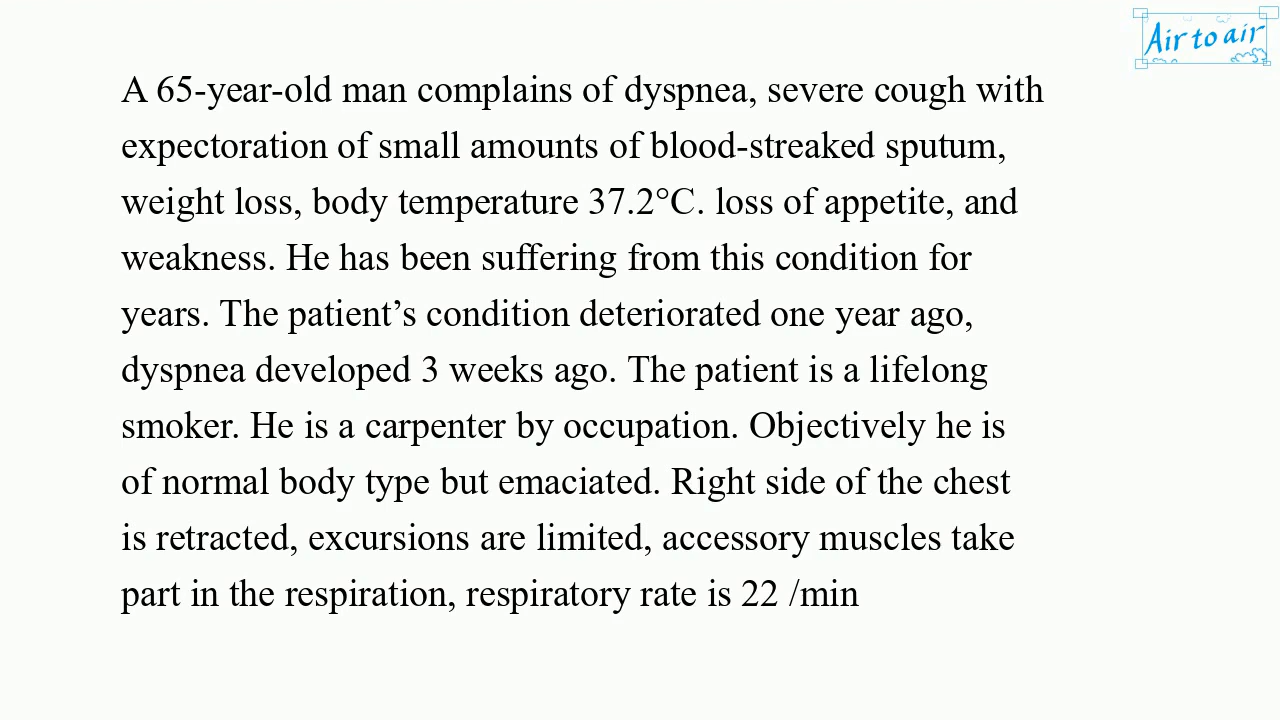 Air to air
A 65-year-old man complains of dyspnea, severe cough with
expectoration of small amounts of blood-streaked sputum,
weight loss, body temperature 37.2°C. loss of appetite, and
weakness. He has been suffering from this condition for
years. The patient’s condition deteriorated one year ago,
dyspnea developed 3 weeks ago. The patient is a lifelong
smoker. He is a carpenter by occupation. Objectively he is
of normal body type but emaciated. Right side of the chest
is retracted, excursions are limited, accessory muscles take
part in the respiration, respiratory rate is 22 /min